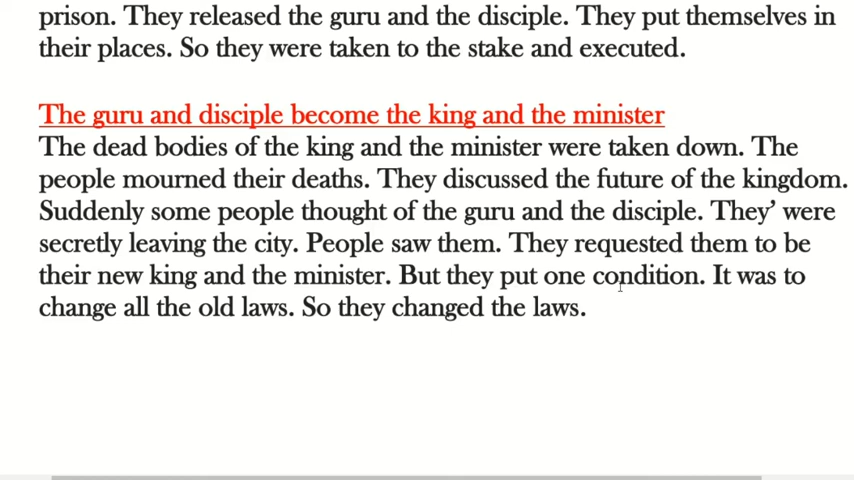 prison. They released the guru and the disciple. They put themselves in
their places. So they were taken to the stake and executed.
The guru and disciple become the king and the minister
The dead bodies of the king and the minister were taken down. The
people mourned their deaths. They discussed the future of the kingdom.
Suddenly some people thought of the guru and the disciple. They’ were
secretly leaving the city. People saw them. They requested them to be
their new king and the minister. But they put one condition. It was to
change all the old laws. So they changed the laws.